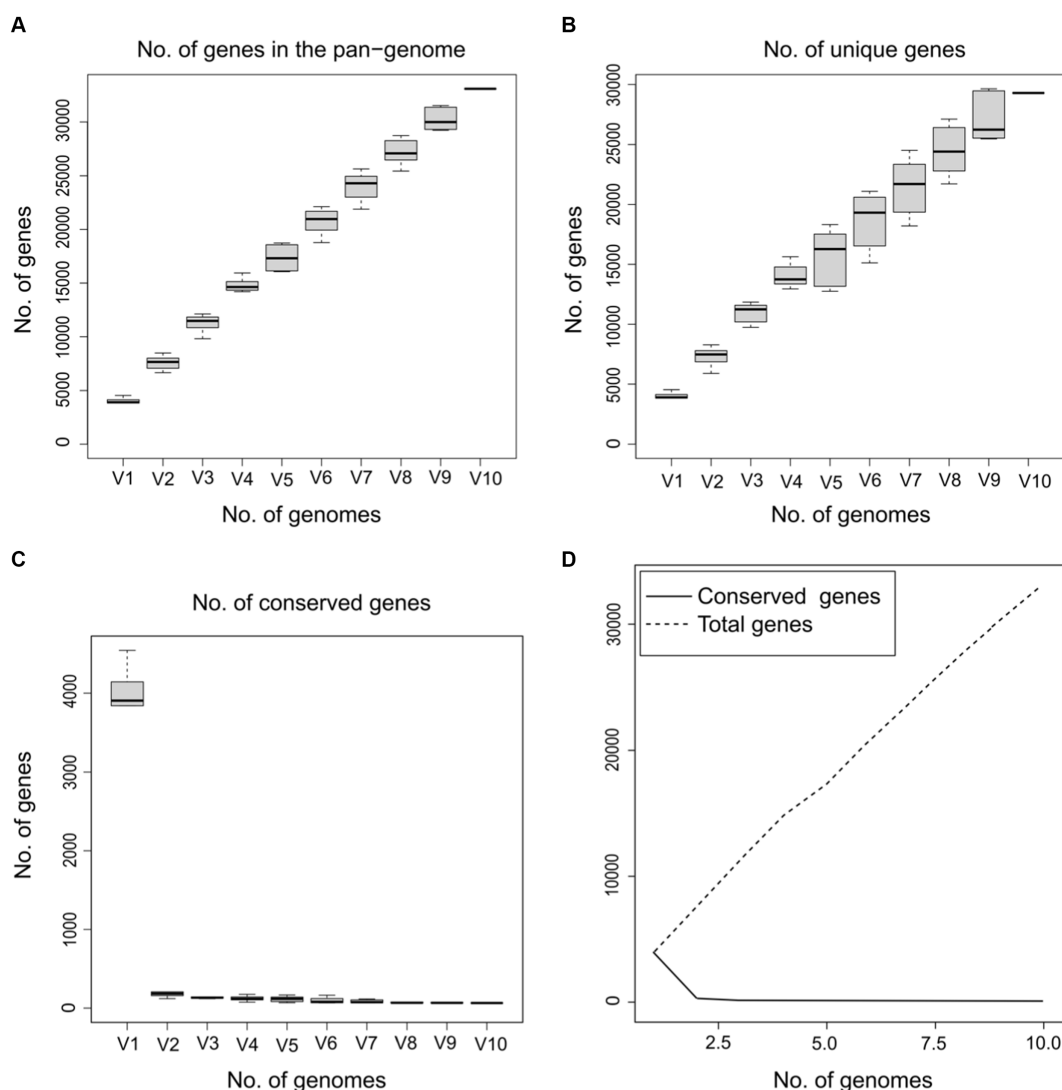 A
No. of genes in the pan−genome
No. of genes
30000
25000
20000
15000
10000
5000
0
V1 V2 V3 V4 V5 V6 V7 V8 V9 V10
No. of genomes
B
No. of unique genes
No. of genes
30000
25000
20000
15000
10000
5000
0
V1 V2 V3 V4 V5 V6 V7 V8 V9 V10
No. of genomes
C
No. of conserved genes
No. of genes
4000
3000
2000
1000
0
V1 V2 V3 V4 V5 V6 V7 V8 V9 V10
No. of genomes
D
Conserved genes
Total genes
30000
20000
10000
0
2.5 5.0 7.5 10.0
No. of genomes